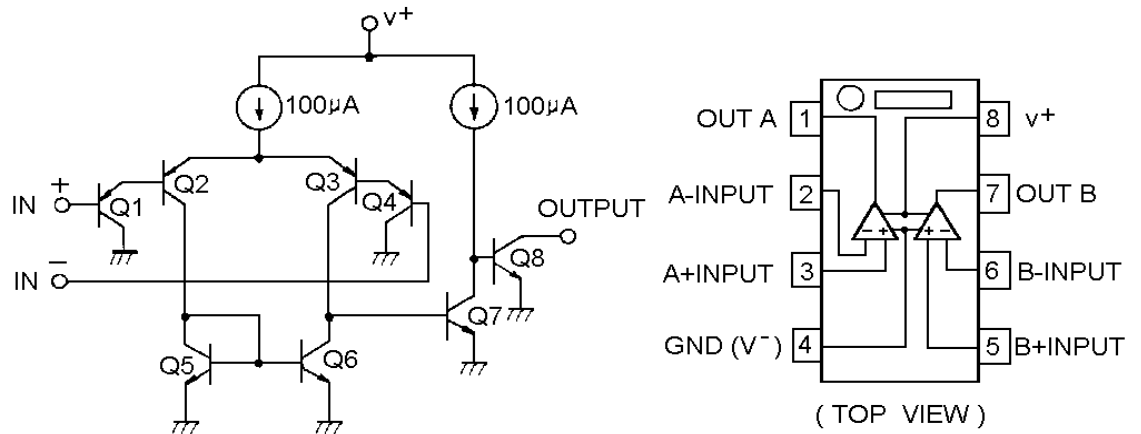 v+
100μA
100μA
IN +
Q1
Q2
Q3
Q4
OUTPUT
Q8
IN −
Q7
Q5
Q6
OUT A 1
8 v+
A-INPUT 2
7 OUT B
− +
+ −
A+INPUT 3
6 B-INPUT
GND (V⁻) 4
5 B+INPUT
( TOP VIEW )